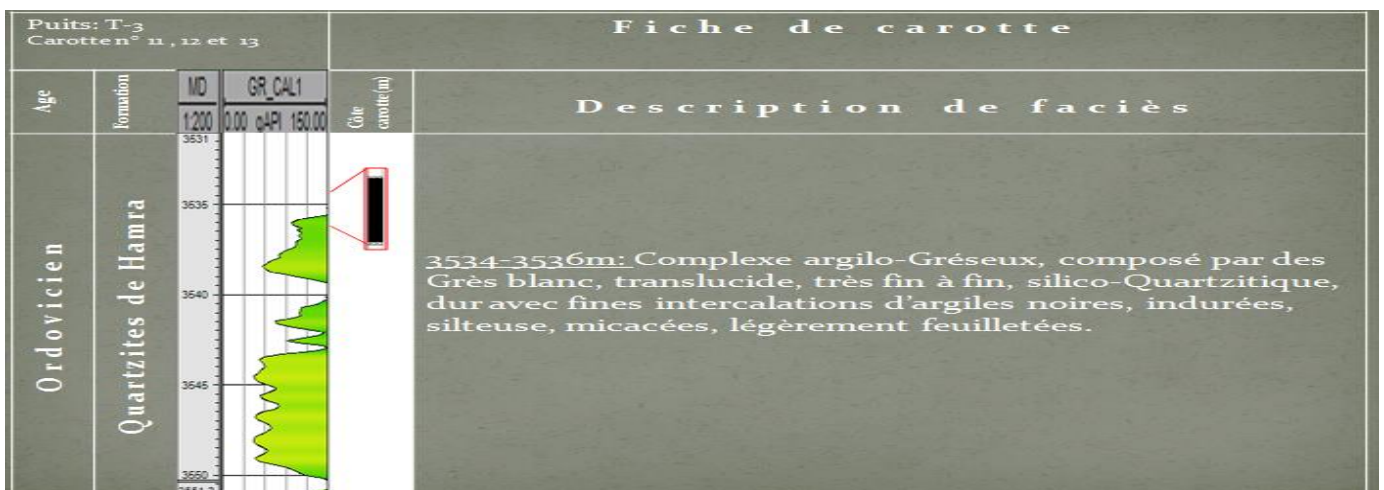 Puits: T-3
Carotte n° 11 , 12 et 13
Fiche de carotte
Age
Formation
MD
GR_CAL1
1:200
0.00 gAPI 150.00
Côte
carotte(m)
Description de faciès
3531
3535
3540
3545
3550
Ordovicien
Quartzites de Hamra
3534-3536m: Complexe argilo-Gréseux, composé par des
Grès blanc, translucide, très fin à fin, silico-Quartzitique,
dur avec fines intercalations d'argiles noires, indurées,
silteuse, micacées, légèrement feuilletées.